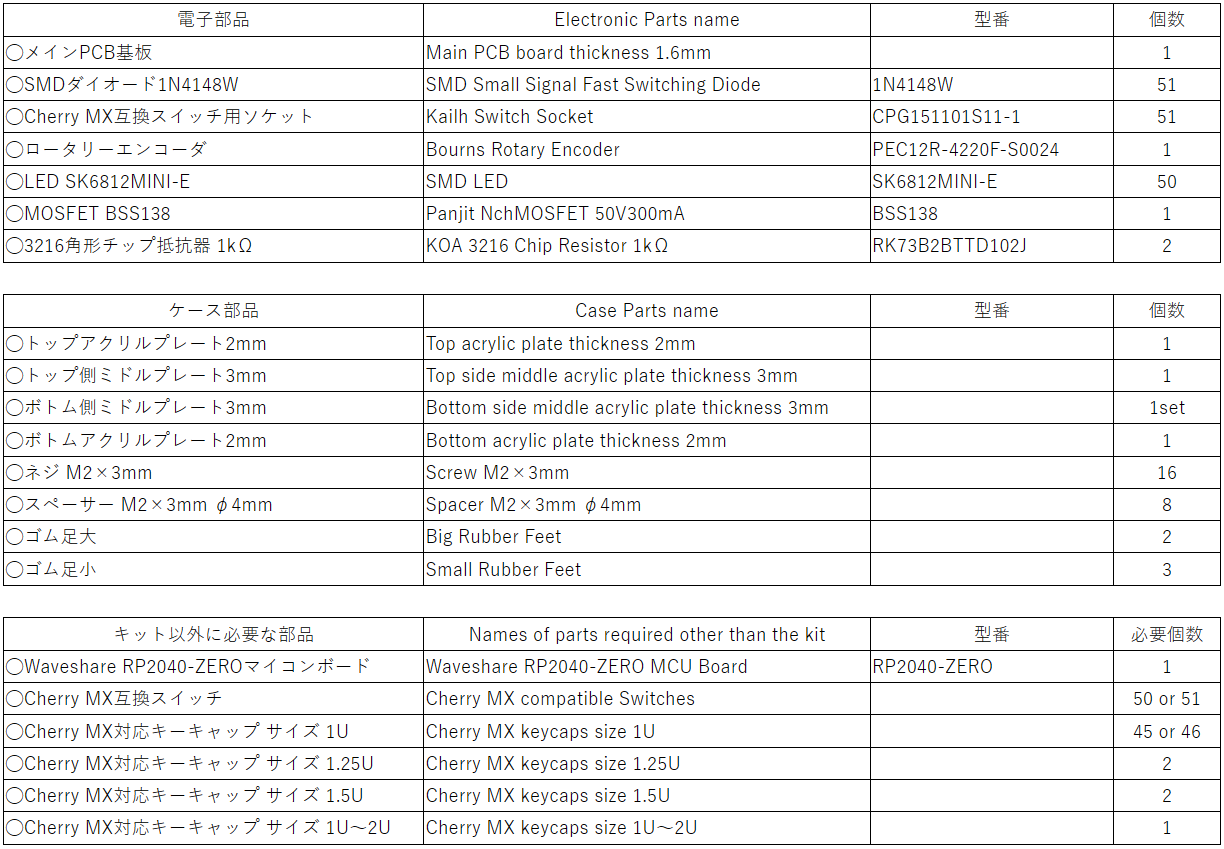 電子部品 Electronic Parts name 型番 個数
◯メインPCB基板 Main PCB board thickness 1.6mm 1
◯SMDダイオード1N4148W SMD Small Signal Fast Switching Diode 1N4148W 51
◯Cherry MX互換スイッチ用ソケット Kailh Switch Socket CPG151101S11-1 51
◯ロータリーエンコーダ Bourns Rotary Encoder PEC12R-4220F-S0024 1
◯LED SK6812MINI-E SMD LED SK6812MINI-E 50
◯MOSFET BSS138 Panjit NchMOSFET 50V300mA BSS138 1
◯3216角形チップ抵抗器 1kΩ KOA 3216 Chip Resistor 1kΩ RK73B2BTTD102J 2
ケース部品 Case Parts name 型番 個数
◯トップアクリルプレート2mm Top acrylic plate thickness 2mm 1
◯トップ側ミドルプレート3mm Top side middle acrylic plate thickness 3mm 1
◯ボトム側ミドルプレート3mm Bottom side middle acrylic plate thickness 3mm 1set
◯ボトムアクリルプレート2mm Bottom acrylic plate thickness 2mm 1
◯ネジ M2×3mm Screw M2×3mm 16
◯スペーサー M2×3mm φ4mm Spacer M2×3mm φ4mm 8
◯ゴム足大 Big Rubber Feet 2
◯ゴム足小 Small Rubber Feet 3
キット以外に必要な部品 Names of parts required other than the kit 型番 必要個数
◯Waveshare RP2040-ZEROマイコンボード Waveshare RP2040-ZERO MCU Board RP2040-ZERO 1
◯Cherry MX互換スイッチ Cherry MX compatible Switches 50 or 51
◯Cherry MX対応キーキャップ サイズ 1U Cherry MX keycaps size 1U 45 or 46
◯Cherry MX対応キーキャップ サイズ 1.25U Cherry MX keycaps size 1.25U 2
◯Cherry MX対応キーキャップ サイズ 1.5U Cherry MX keycaps size 1.5U 2
◯Cherry MX対応キーキャップ サイズ 1U～2U Cherry MX keycaps size 1U～2U 1